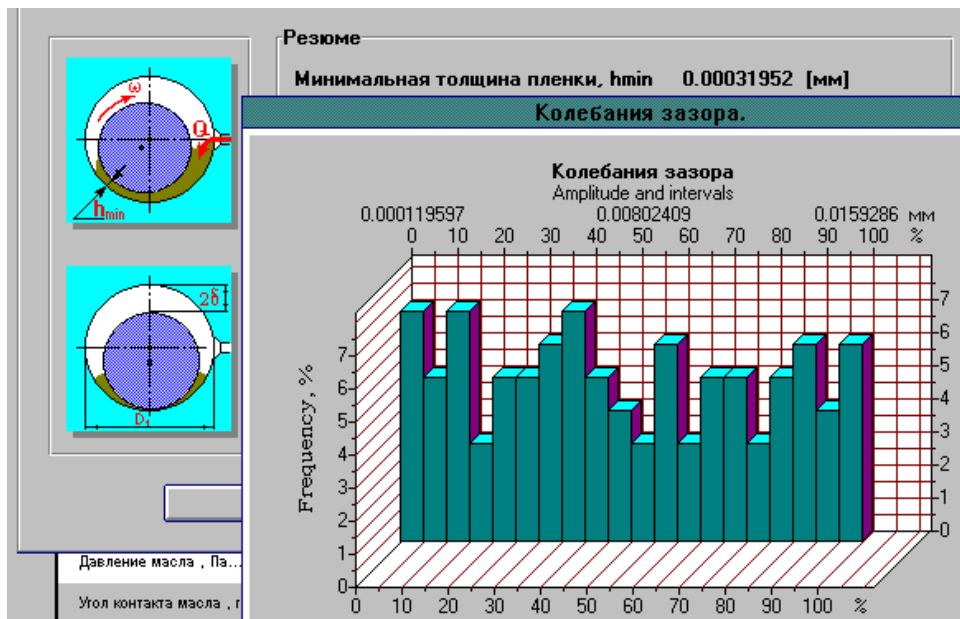 Резюме
Минимальная толщина пленки, hmin 0.00031952 [мм]
ω
Q
hmin
2δ
D1
Колебания зазора.
Колебания зазора
Amplitude and intervals
0.000119597 0.00802409 0.0159286 мм
0 10 20 30 40 50 60 70 80 90 100 %
Frequency, %
7
6
5
4
3
2
1
0
7
6
5
4
3
2
1
0
0 10 20 30 40 50 60 70 80 90 100 %
Давление масла , Па...
Угол контакта масла , г